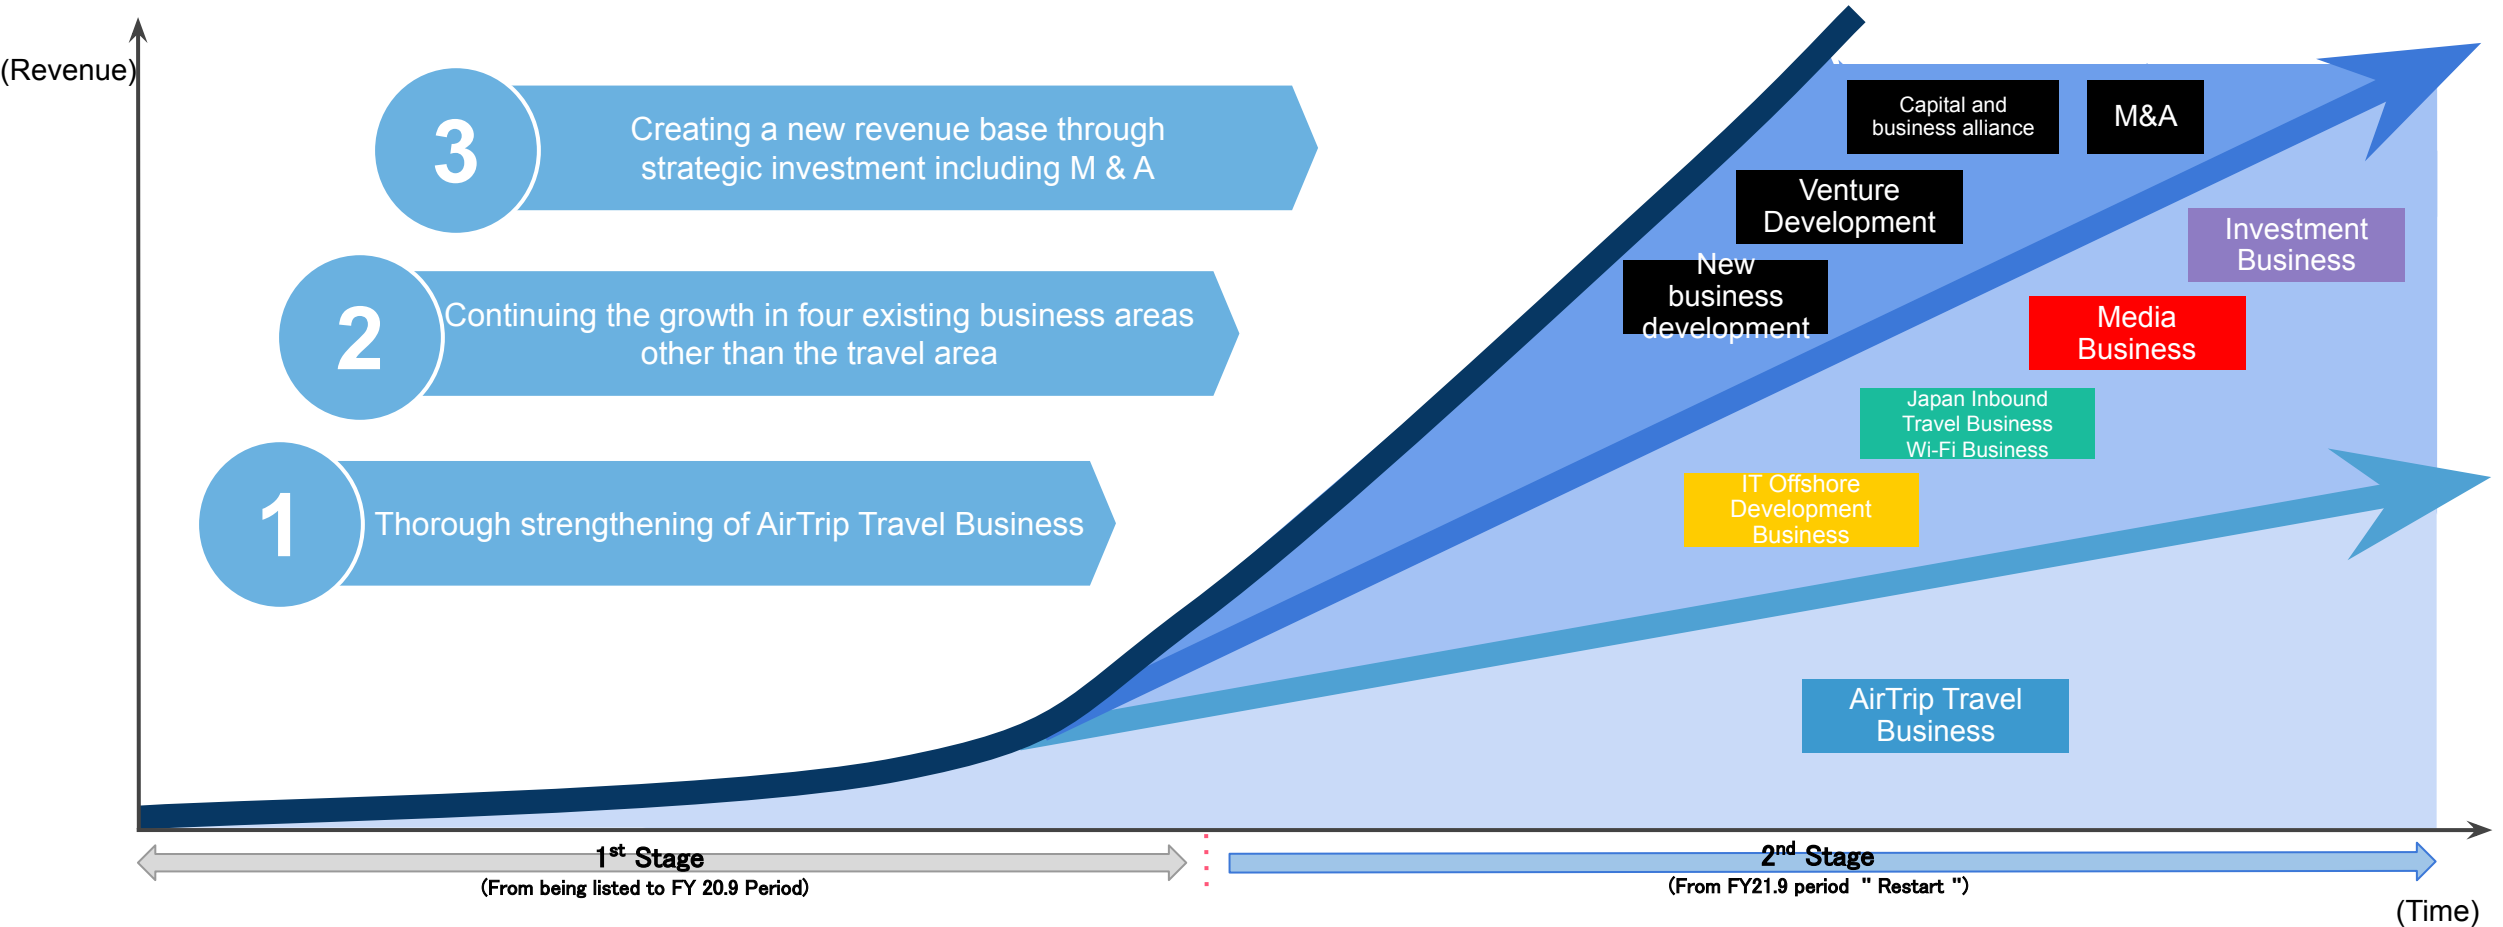 (Revenue)
3
Creating a new revenue base through
strategic investment including M & A
2
Continuing the growth in four existing business areas
other than the travel area
1
Thorough strengthening of AirTrip Travel Business
Capital and
business alliance
M&A
Venture
Development
New
business
development
Investment
Business
Media
Business
Japan Inbound
Travel Business
Wi-Fi Business
IT Offshore
Development
Business
AirTrip Travel
Business
1st Stage
(From being listed to FY 20.9 Period)
2nd Stage
(From FY21.9 period " Restart ")
(Time)